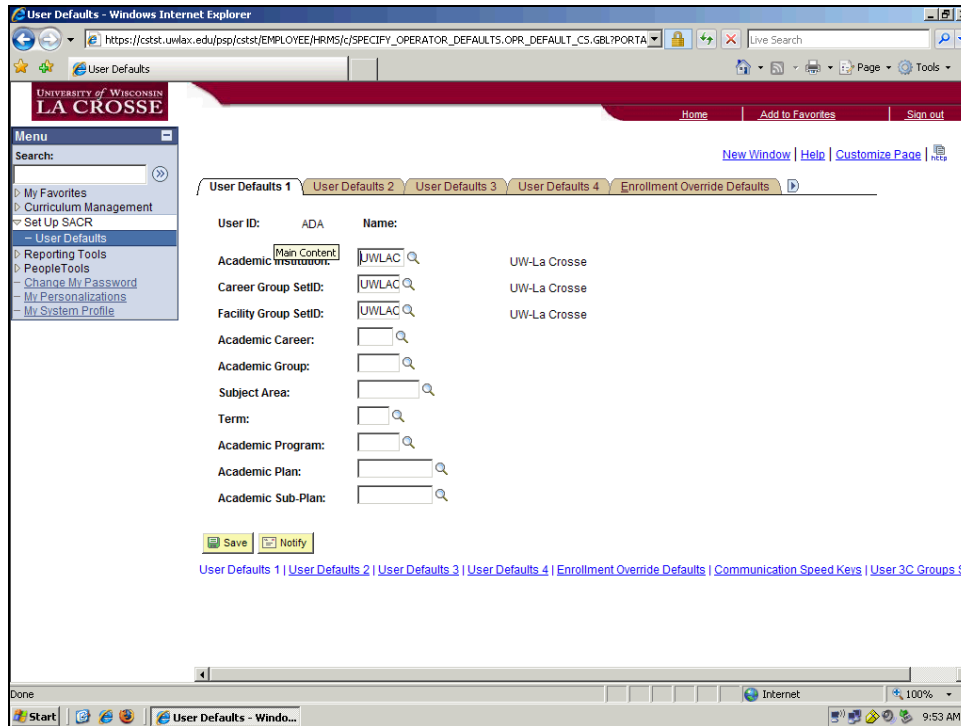 User Defaults - Windows Internet Explorer
https://cstst.uwlax.edu/psp/cstst/EMPLOYEE/HRMS/c/SPECIFY_OPERATOR_DEFAULTS.OPR_DEFAULT_CS.GBL?PORTA
Live Search
User Defaults
Page Tools
UNIVERSITY of WISCONSIN
LA CROSSE
Home Add to Favorites Sign out
Menu
New Window | Help | Customize Page | http
Search:
My Favorites
Curriculum Management
Set Up SACR
– User Defaults
Reporting Tools
PeopleTools
– Change My Password
– My Personalizations
– My System Profile
User Defaults 1 User Defaults 2 User Defaults 3 User Defaults 4 Enrollment Override Defaults
User ID: ADA Name:
Main Content
Academic Institution: UWLAC UW-La Crosse
Career Group SetID: UWLAC UW-La Crosse
Facility Group SetID: UWLAC UW-La Crosse
Academic Career:
Academic Group:
Subject Area:
Term:
Academic Program:
Academic Plan:
Academic Sub-Plan:
Save Notify
User Defaults 1 | User Defaults 2 | User Defaults 3 | User Defaults 4 | Enrollment Override Defaults | Communication Speed Keys | User 3C Groups S
Done Internet 100%
Start User Defaults - Windo... 9:53 AM